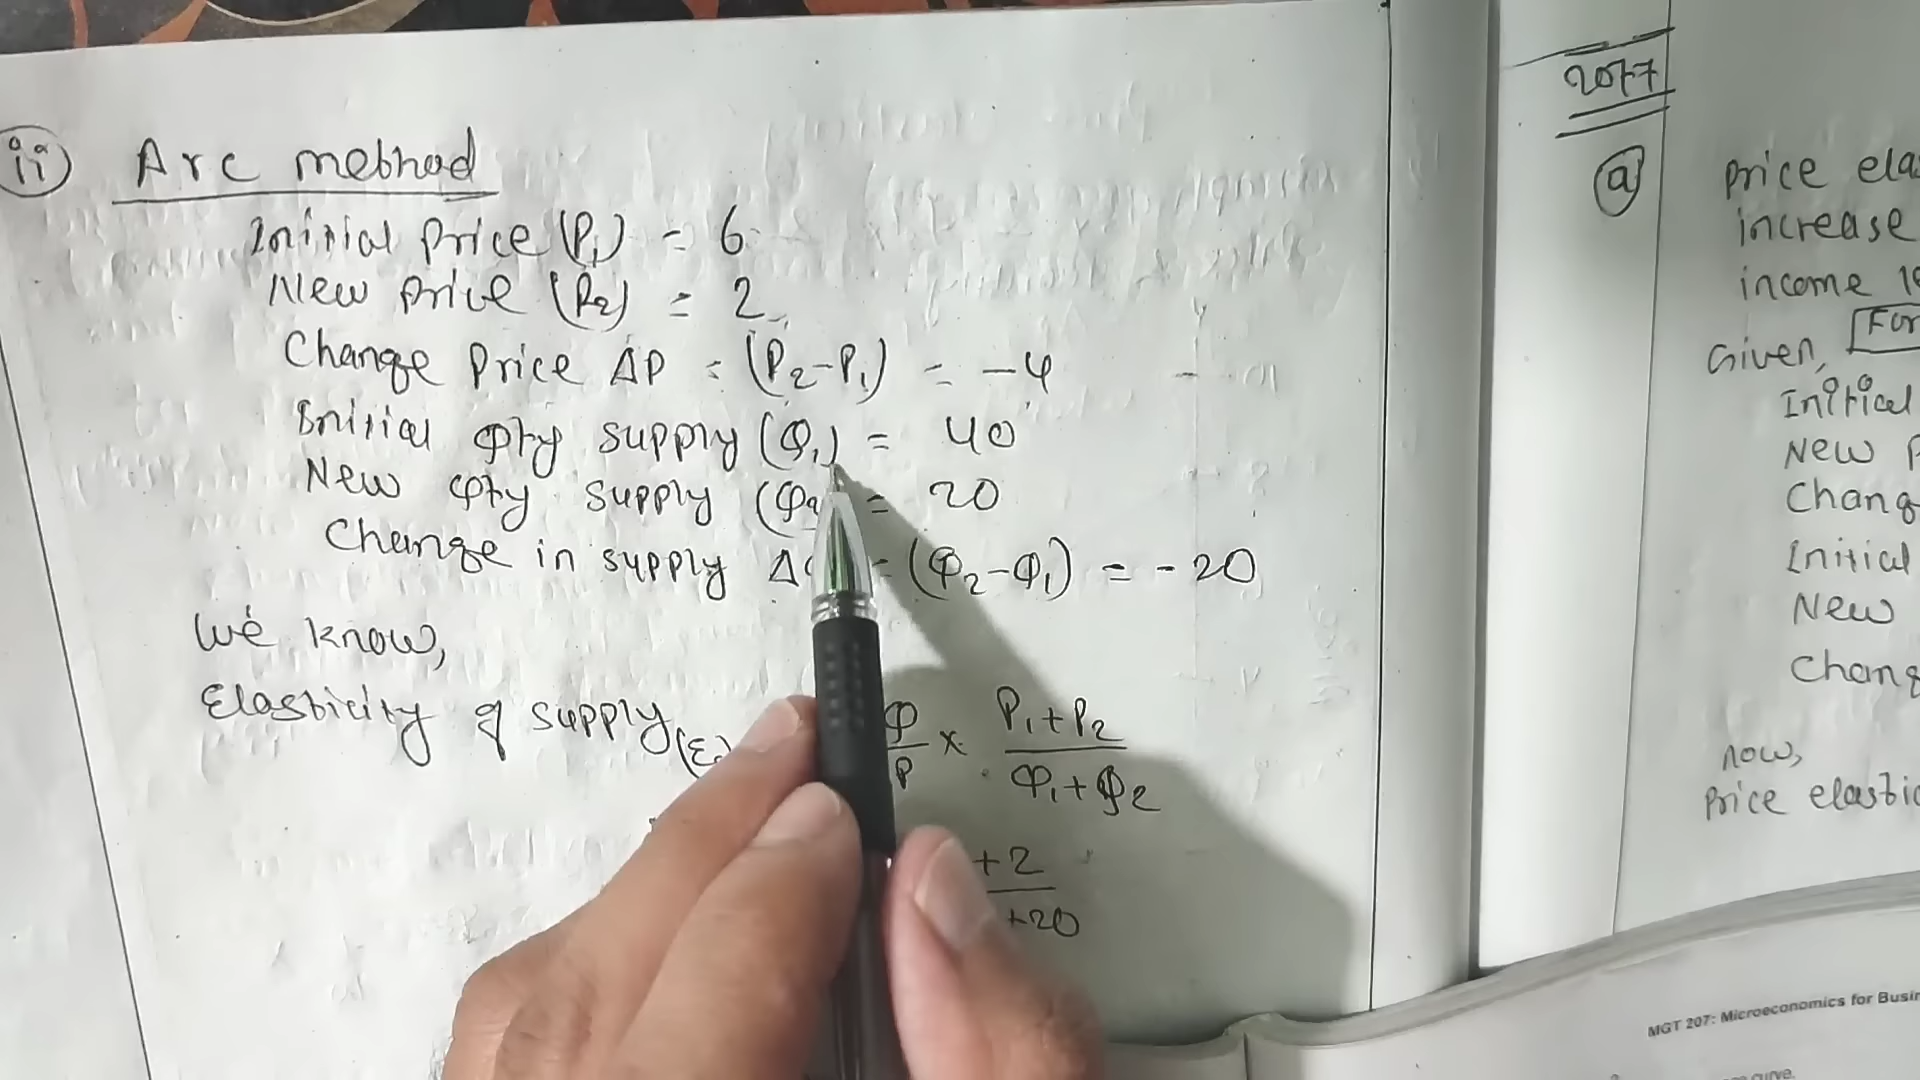 ii) Arc method
Initial price (P1) = 6
New price (P2) = 2
Change Price ΔP = (P2-P1) = -4
Initial qty supply (Q1) = 40
New qty supply (Q2 = 20
Change in supply Δ = (Q2-Q1) = -20
We know,
Elasticity of supply (Es) Q/P × P1+P2/Q1+Q2
+2
+20
2077
a) price ela
increase
income
Given, For
Initial
New P
Chang
Initial
New
Chang
now,
price elastic
MGT 207: Microeconomics for Busin
curve.